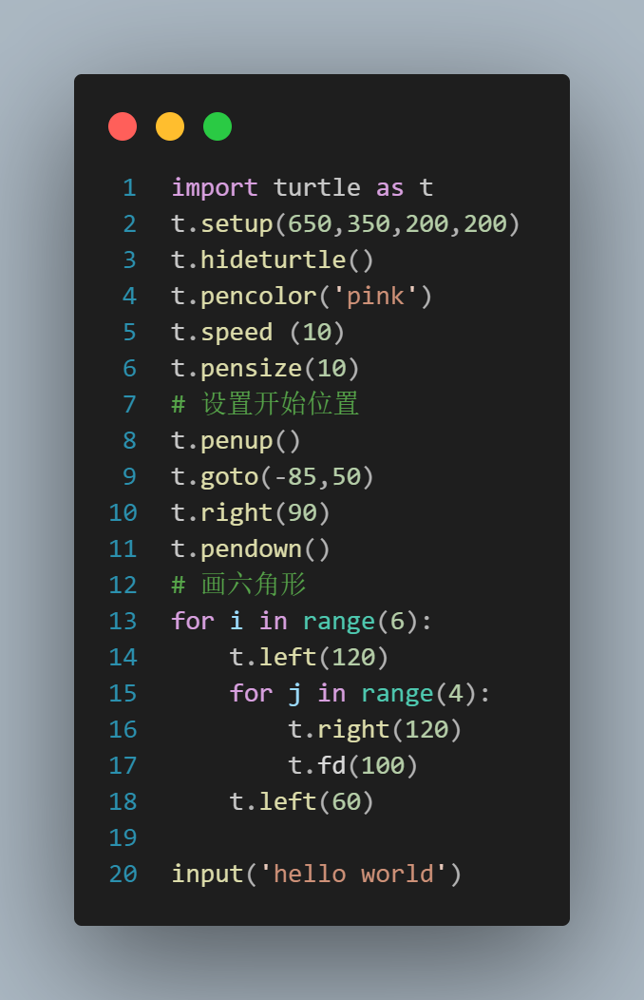 1 import turtle as t
2 t.setup(650,350,200,200)
3 t.hideturtle()
4 t.pencolor('pink')
5 t.speed (10)
6 t.pensize(10)
7 # 设置开始位置
8 t.penup()
9 t.goto(-85,50)
10 t.right(90)
11 t.pendown()
12 # 画六角形
13 for i in range(6):
14     t.left(120)
15     for j in range(4):
16         t.right(120)
17         t.fd(100)
18     t.left(60)
19
20 input('hello world')